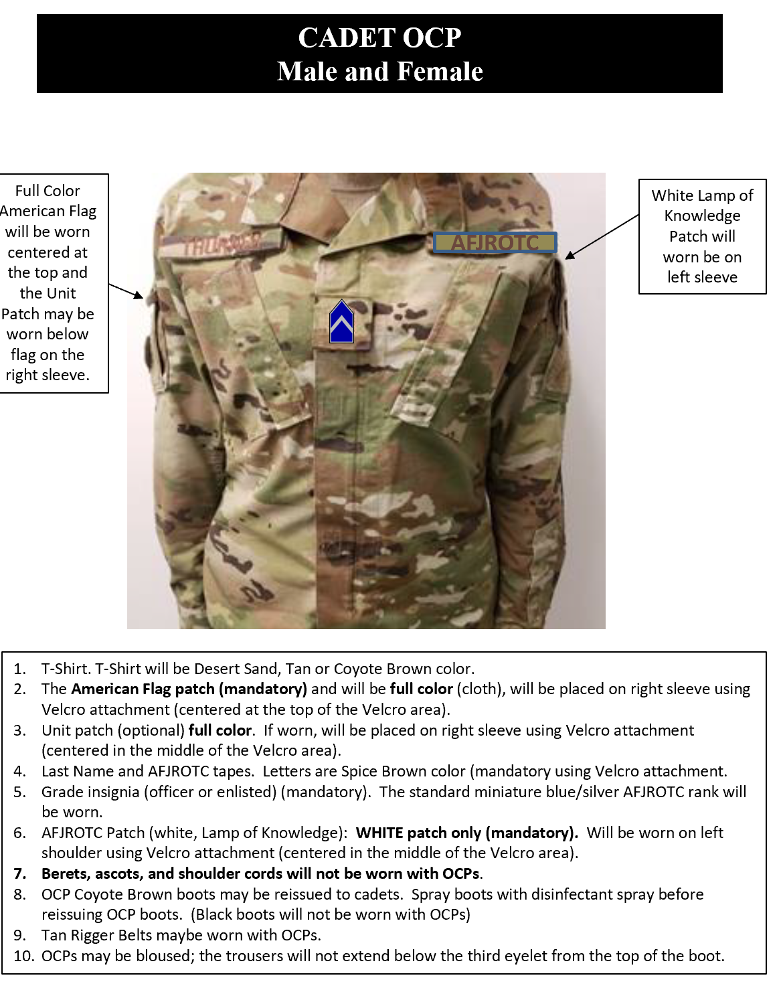 CADET OCP
Male and Female
Full Color
American Flag
will be worn
centered at
the top and
the Unit
Patch may be
worn below
flag on the
right sleeve.
White Lamp of
Knowledge
Patch will
worn be on
left sleeve
AFJROTC
1. T-Shirt. T-Shirt will be Desert Sand, Tan or Coyote Brown color.
2. The American Flag patch (mandatory) and will be full color (cloth), will be placed on right sleeve using
Velcro attachment (centered at the top of the Velcro area).
3. Unit patch (optional) full color.  If worn, will be placed on right sleeve using Velcro attachment
(centered in the middle of the Velcro area).
4. Last Name and AFJROTC tapes.  Letters are Spice Brown color (mandatory using Velcro attachment.
5. Grade insignia (officer or enlisted) (mandatory).  The standard miniature blue/silver AFJROTC rank will
be worn.
6. AFJROTC Patch (white, Lamp of Knowledge):  WHITE patch only (mandatory).  Will be worn on left
shoulder using Velcro attachment (centered in the middle of the Velcro area).
7. Berets, ascots, and shoulder cords will not be worn with OCPs.
8. OCP Coyote Brown boots may be reissued to cadets.  Spray boots with disinfectant spray before
reissuing OCP boots.  (Black boots will not be worn with OCPs)
9. Tan Rigger Belts maybe worn with OCPs.
10. OCPs may be bloused; the trousers will not extend below the third eyelet from the top of the boot.